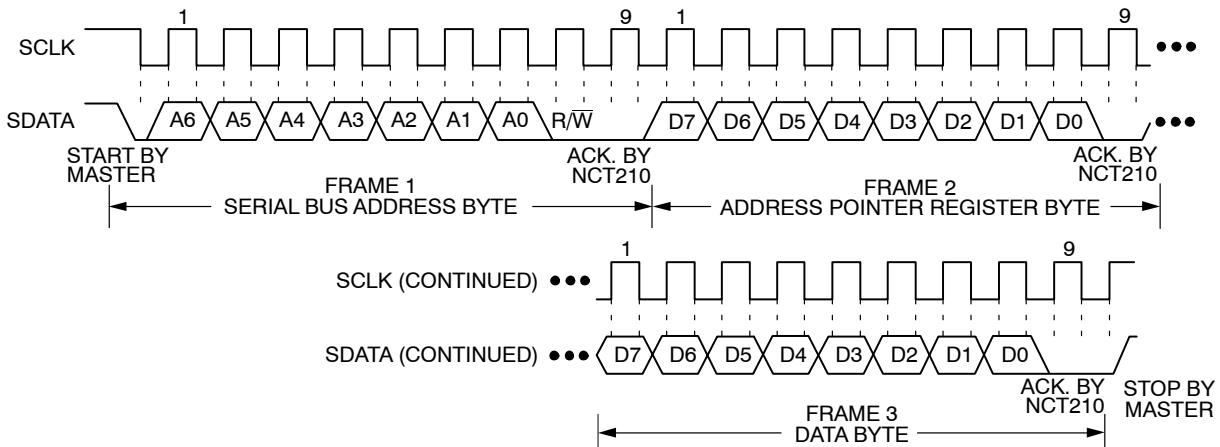 1 9 1 9
SCLK
SDATA A6 A5 A4 A3 A2 A1 A0 R/W̅ D7 D6 D5 D4 D3 D2 D1 D0
START BY
MASTER
ACK. BY
NCT210
ACK. BY
NCT210
FRAME 1
SERIAL BUS ADDRESS BYTE
FRAME 2
ADDRESS POINTER REGISTER BYTE
1 9
SCLK (CONTINUED)
SDATA (CONTINUED) D7 D6 D5 D4 D3 D2 D1 D0
ACK. BY
NCT210
STOP BY
MASTER
FRAME 3
DATA BYTE